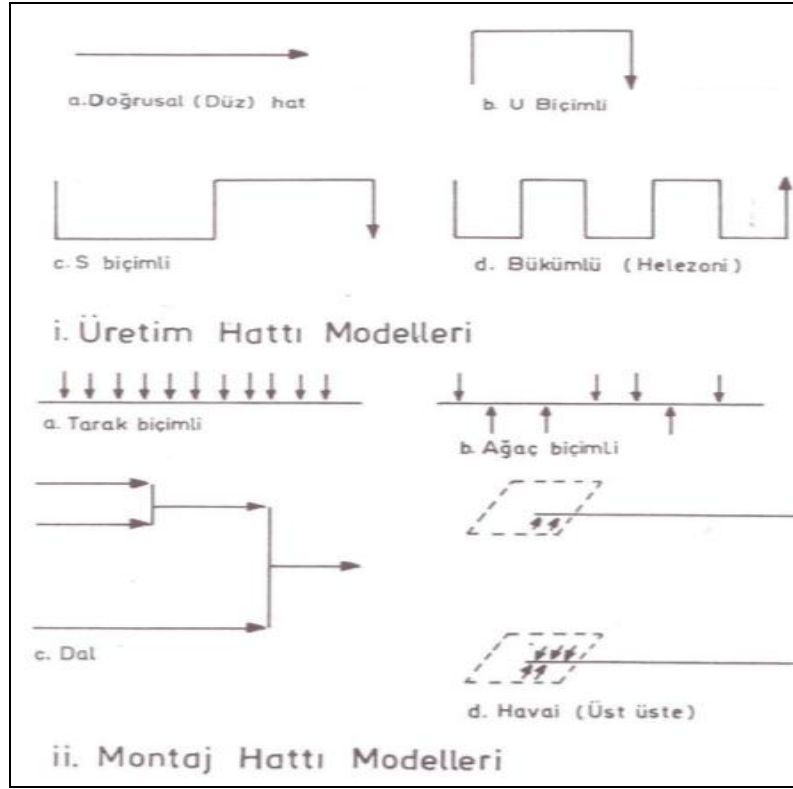 a.Doğrusal (Düz) hat
b. U Biçimli
c. S biçimli
d. Bükümlü (Helezoni)
i. Üretim Hattı Modelleri
a. Tarak biçimli
b. Ağaç biçimli
c. Dal
d. Havai (Üst üste)
ii. Montaj Hattı Modelleri